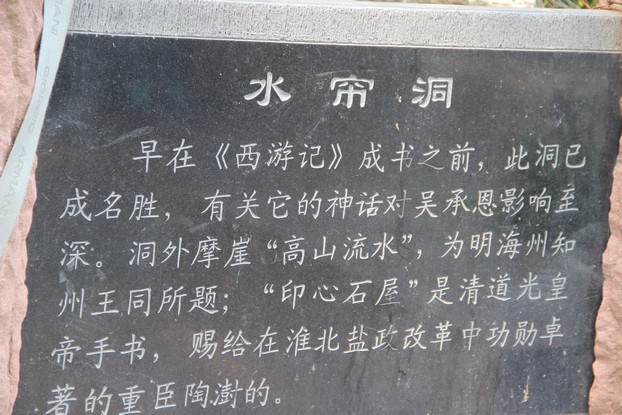 水帘洞
早在《西游记》成书之前，此洞已
成名胜，有关它的神话对吴承恩影响至
深。洞外摩崖“高山流水”，为明海州知
州王同所题；“印心石屋”是清道光皇
帝手书，赐给在淮北盐政改革中功勋卓
著的重臣陶澍的。